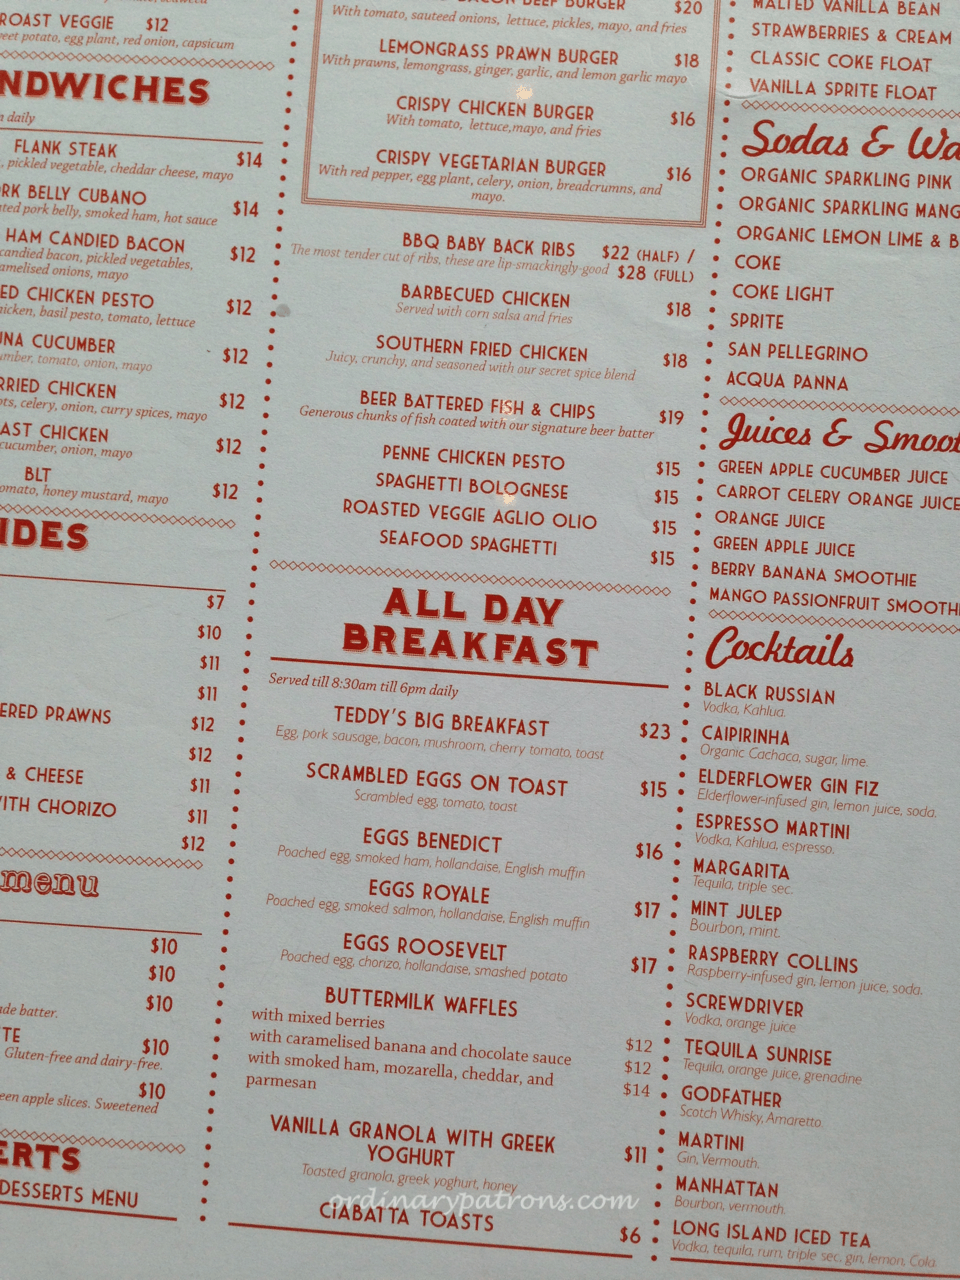 ROAST VEGGIE $12
potato, egg plant, red onion, capsicum
NDWICHES
daily
FLANK STEAK $14
, pickled vegetable, cheddar cheese, mayo
RK BELLY CUBANO $14
pork belly, smoked ham, hot sauce
HAM CANDIED BACON $12
candied bacon, pickled vegetables,
amelised onions, mayo
ED CHICKEN PESTO $12
icken, basil pesto, tomato, lettuce
NA CUCUMBER $12
umber, tomato, onion, mayo
RRIED CHICKEN $12
ots, celery, onion, curry spices, mayo
AST CHICKEN $12
cucumber, onion, mayo
BLT $12
omato, honey mustard, mayo
IDES
$7
$10
$11
$11
ERED PRAWNS $12
$12
& CHEESE $11
WITH CHORIZO $11
$12
menu
$10
$10
$10
ade batter.
TE $10
Gluten-free and dairy-free.
$10
een apple slices. Sweetened
ERTS
DESSERTS MENU
BACON BEEF BURGER $20
With tomato, sauteed onions, lettuce, pickles, mayo, and fries
LEMONGRASS PRAWN BURGER $18
With prawns, lemongrass, ginger, garlic, and lemon garlic mayo
CRISPY CHICKEN BURGER $16
With tomato, lettuce,mayo, and fries
CRISPY VEGETARIAN BURGER $16
With red pepper, egg plant, celery, onion, breadcrumns, and
mayo.
BBQ BABY BACK RIBS $22 (HALF) /
The most tender cut of ribs, these are lip-smackingly-good $28 (FULL)
BARBECUED CHICKEN $18
Served with corn salsa and fries
SOUTHERN FRIED CHICKEN $18
Juicy, crunchy, and seasoned with our secret spice blend
BEER BATTERED FISH & CHIPS $19
Generous chunks of fish coated with our signature beer batter
PENNE CHICKEN PESTO $15
SPAGHETTI BOLOGNESE $15
ROASTED VEGGIE AGLIO OLIO $15
SEAFOOD SPAGHETTI $15
ALL DAY
BREAKFAST
Served till 8:30am till 6pm daily
TEDDY'S BIG BREAKFAST $23
Egg, pork sausage, bacon, mushroom, cherry tomato, toast
SCRAMBLED EGGS ON TOAST $15
Scrambled egg, tomato, toast
EGGS BENEDICT $16
Poached egg, smoked ham, hollandaise, English muffin
EGGS ROYALE $17
Poached egg, smoked salmon, hollandaise, English muffin
EGGS ROOSEVELT $17
Poached egg, chorizo, hollandaise, smashed potato
BUTTERMILK WAFFLES
with mixed berries $12
with caramelised banana and chocolate sauce $12
with smoked ham, mozarella, cheddar, and $14
parmesan
VANILLA GRANOLA WITH GREEK
YOGHURT $11
Toasted granola, greek yoghurt, honey
ordinarypatrons.com
CIABATTA TOASTS $6
MALTED VANILLA BEAN
STRAWBERRIES & CREAM
CLASSIC COKE FLOAT
VANILLA SPRITE FLOAT
Sodas & Wa
ORGANIC SPARKLING PINK
ORGANIC SPARKLING MANG
ORGANIC LEMON LIME & B
COKE
COKE LIGHT
SPRITE
SAN PELLEGRINO
ACQUA PANNA
Juices & Smoot
GREEN APPLE CUCUMBER JUICE
CARROT CELERY ORANGE JUICE
ORANGE JUICE
GREEN APPLE JUICE
BERRY BANANA SMOOTHIE
MANGO PASSIONFRUIT SMOOTHI
Cocktails
BLACK RUSSIAN
Vodka, Kahlua.
CAIPIRINHA
Organic Cachaca, sugar, lime.
ELDERFLOWER GIN FIZ
Elderflower-infused gin, lemon juice, soda.
ESPRESSO MARTINI
Vodka, Kahlua, espresso.
MARGARITA
Tequila, triple sec.
MINT JULEP
Bourbon, mint.
RASPBERRY COLLINS
Raspberry-infused gin, lemon juice, soda.
SCREWDRIVER
Vodka, orange juice
TEQUILA SUNRISE
Tequila, orange juice, grenadine
GODFATHER
Scotch Whisky, Amaretto.
MARTINI
Gin, Vermouth.
MANHATTAN
Bourbon, vermouth.
LONG ISLAND ICED TEA
Vodka, tequila, rum, triple sec, gin, lemon, Cola.